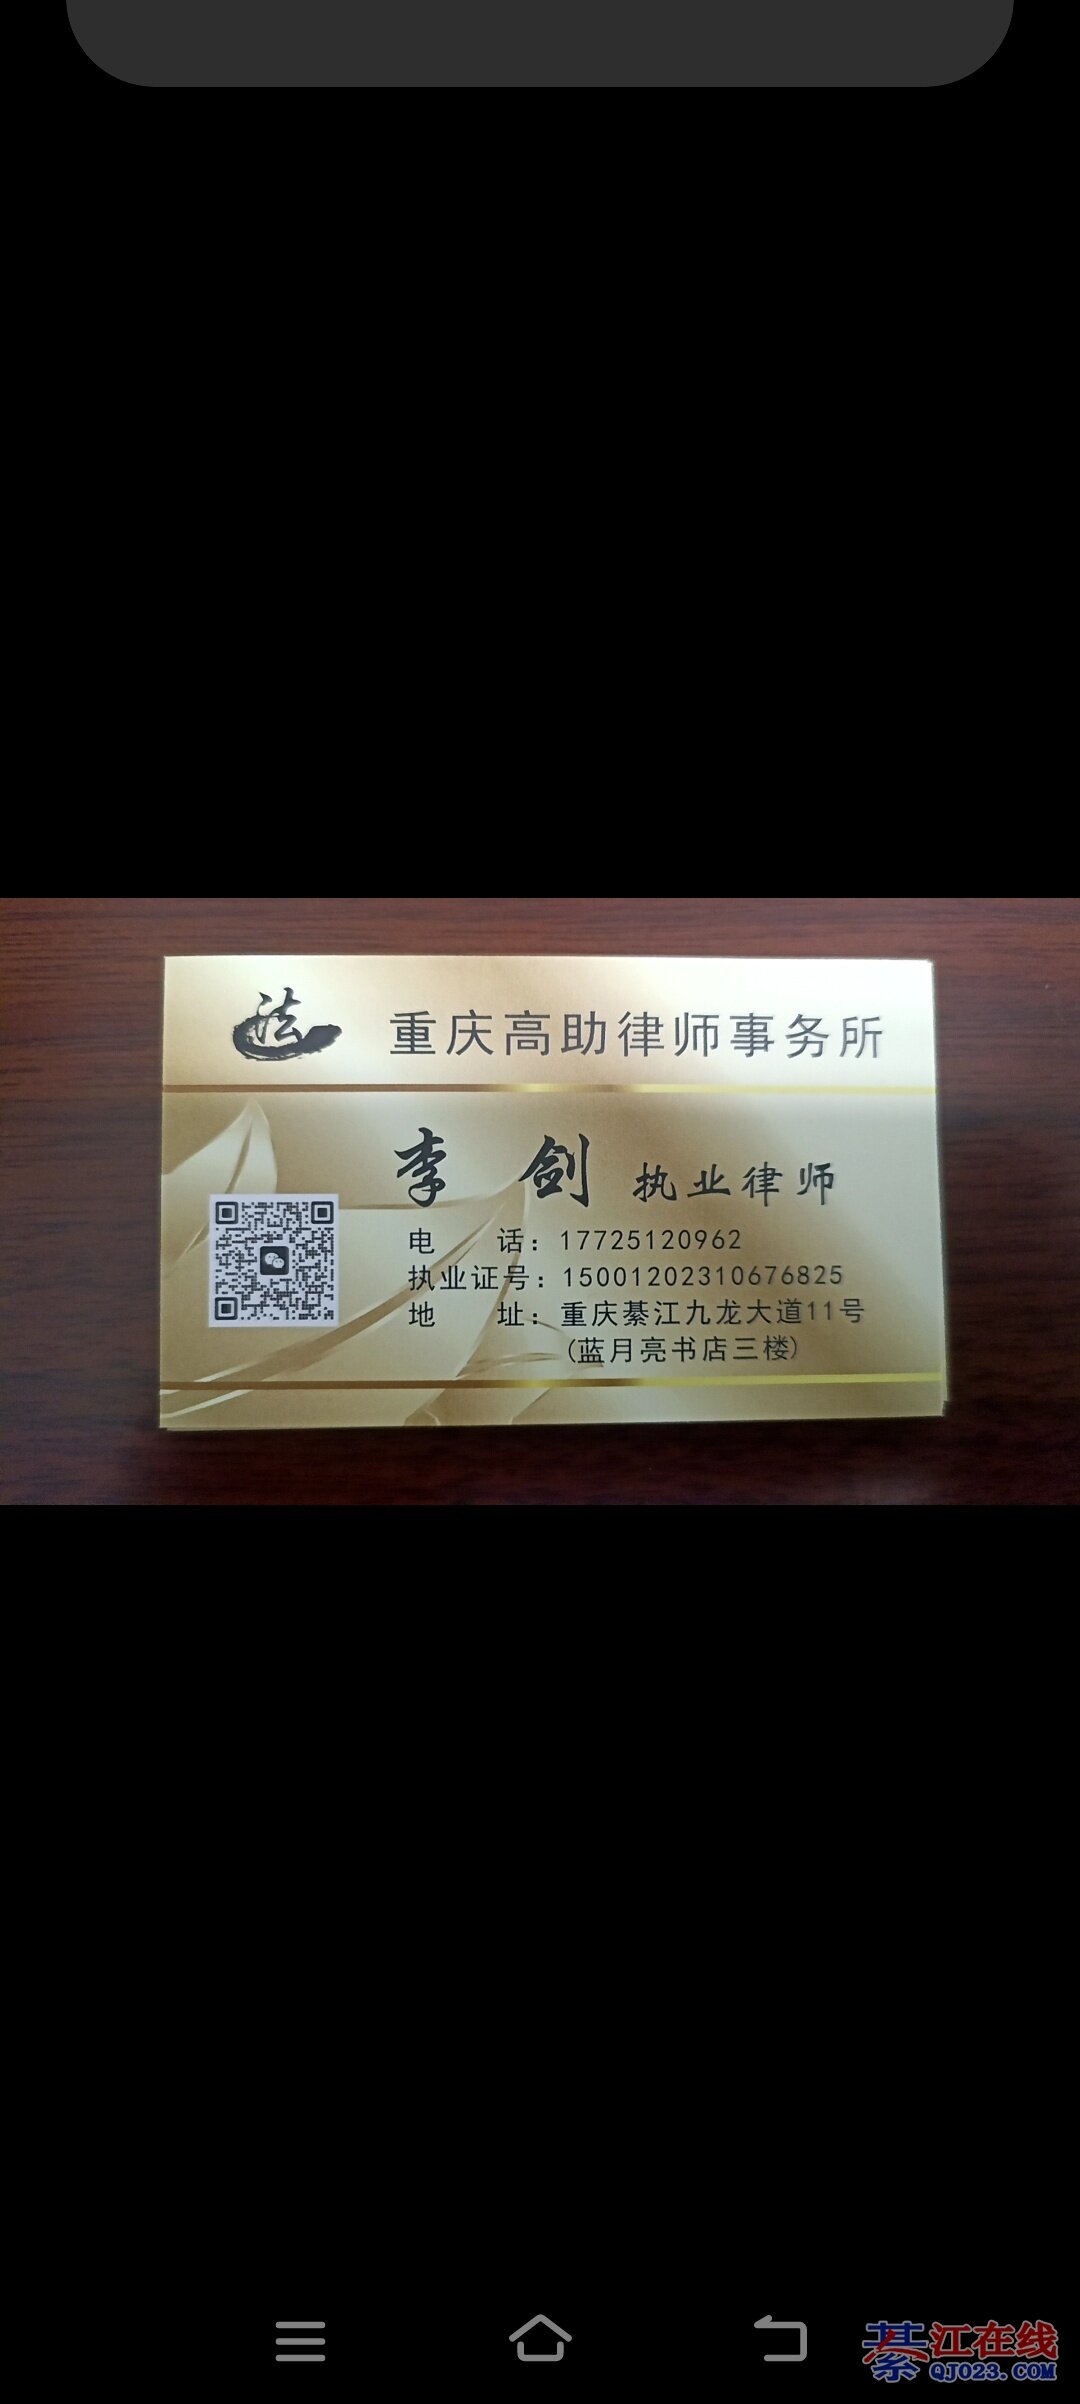 法
重庆高助律师事务所
李 剑 执业律师
电 话：17725120962
执业证号：15001202310676825
地 址：重庆綦江九龙大道11号
(蓝月亮书店三楼)
綦江在线
QJ023.COM